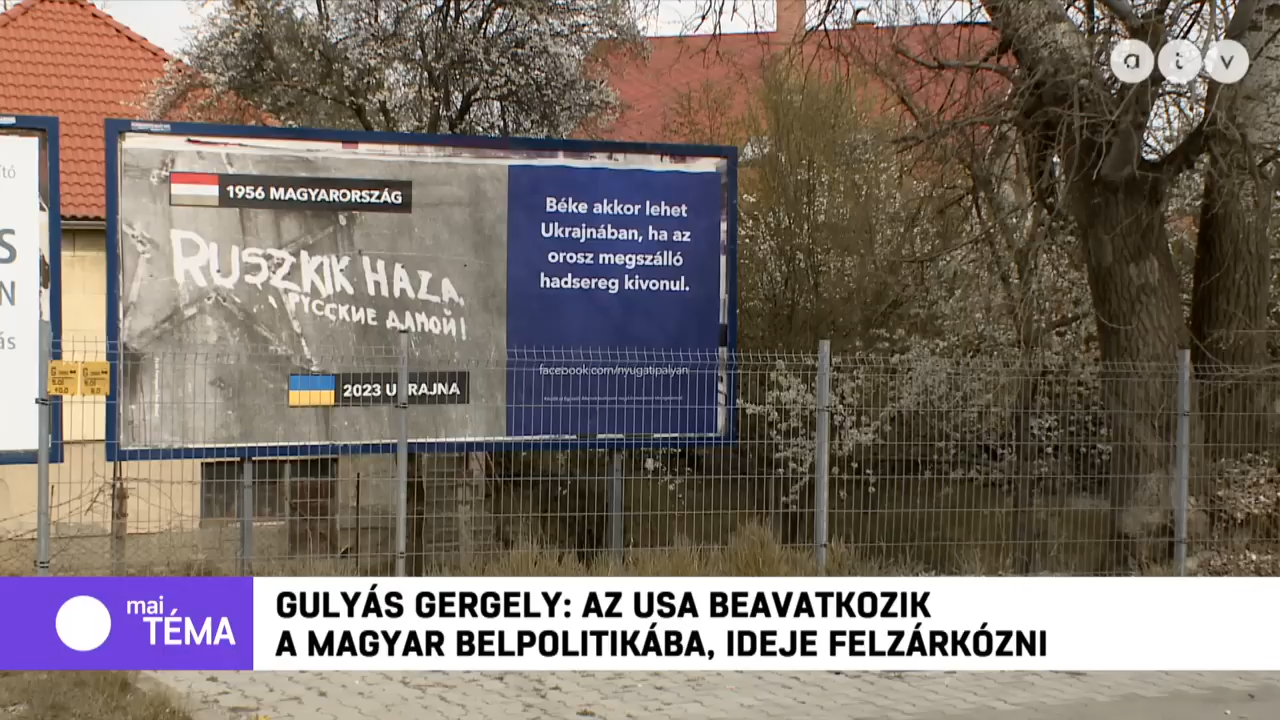 atv
1956 MAGYARORSZÁG
RUSZKIK HAZA.
РУССКИЕ ДАМОЙ!
2023 UKRAJNA
Béke akkor lehet
Ukrajnában, ha az
orosz megszálló
hadsereg kivonul.
facebook.com/nyugatipalyan
mai
TÉMA
GULYÁS GERGELY: AZ USA BEAVATKOZIK
A MAGYAR BELPOLITIKÁBA, IDEJE FELZÁRKÓZNI